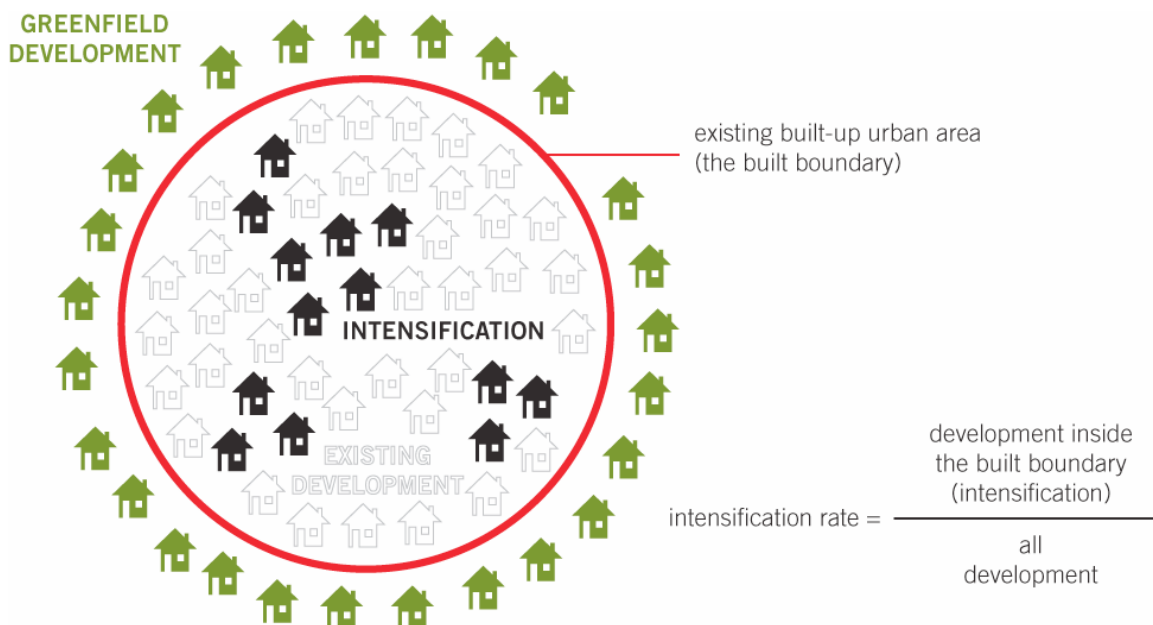 GREENFIELD
DEVELOPMENT
existing built-up urban area
(the built boundary)
INTENSIFICATION
EXISTING
DEVELOPMENT
development inside
the built boundary
(intensification)
intensification rate =
all
development